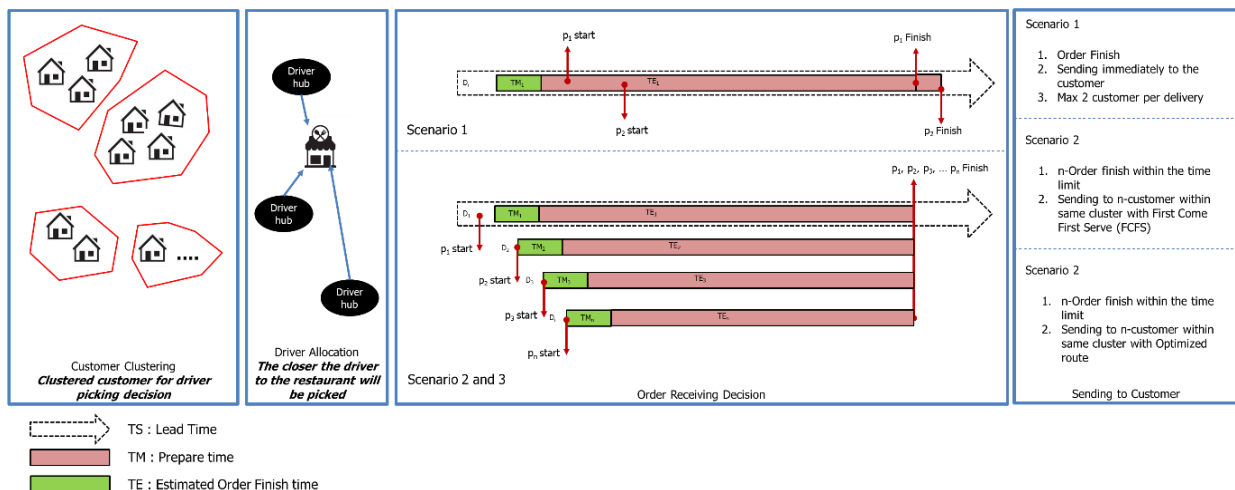 ....
Customer Clustering
Clustered customer for driver
picking decision
Driver
hub
Driver
hub
Driver
hub
Driver Allocation
The closer the driver
to the restaurant will
be picked
p1 start
p1 Finish
TM1
TE1
p2 start
p2 Finish
Scenario 1
p1, p2, p3, ... pn Finish
TM1
p1 start
D2
TM2
p2 start
TM3
TE3
p3 start
TMn
TEn
pn start
Scenario 2 and 3
Order Receiving Decision
Scenario 1
1. Order Finish
2. Sending immediately to the
customer
3. Max 2 customer per delivery
Scenario 2
1. n-Order finish within the time
limit
2. Sending to n-customer within
same cluster with First Come
First Serve (FCFS)
Scenario 2
1. n-Order finish within the time
limit
2. Sending to n-customer within
same cluster with Optimized
route
Sending to Customer
TS : Lead Time
TM : Prepare time
TE : Estimated Order Finish time